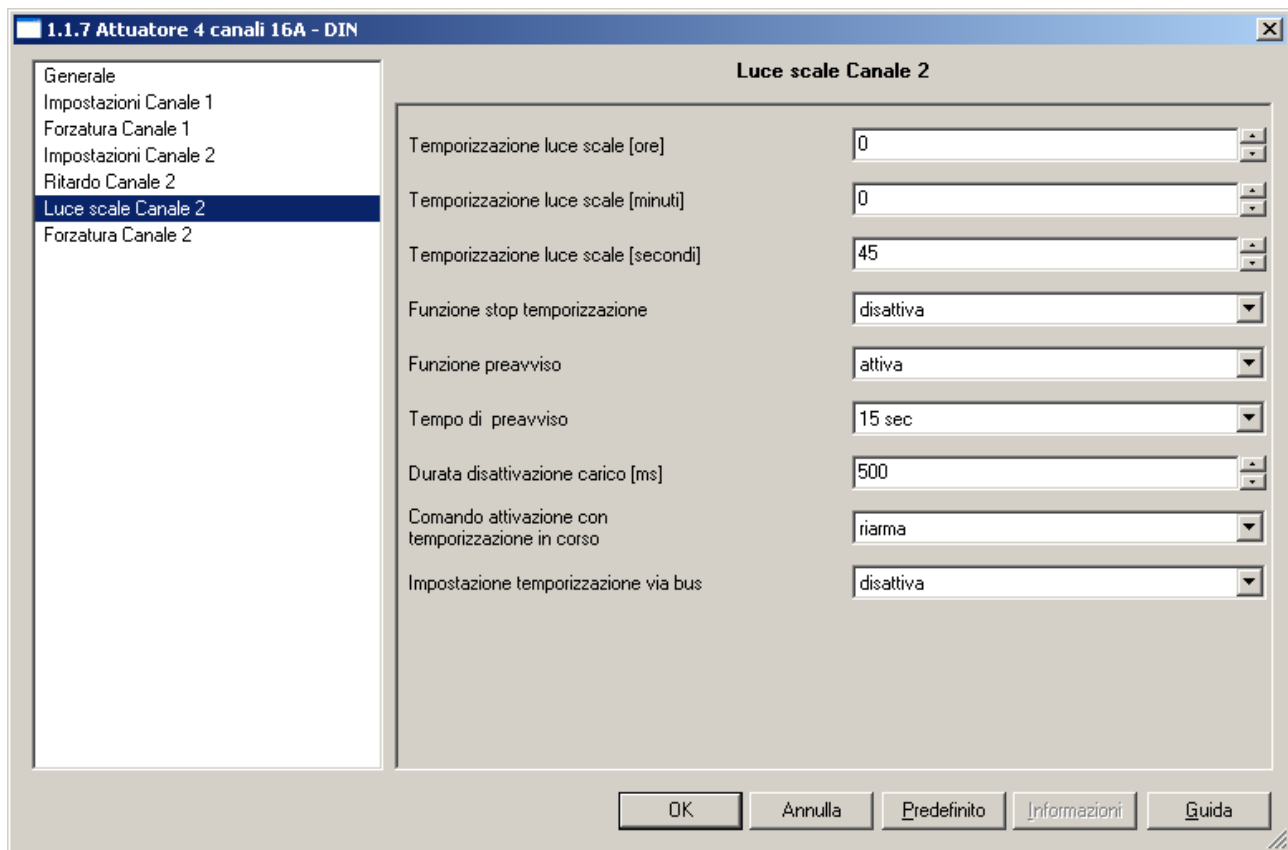 1.1.7 Attuatore 4 canali 16A - DIN
Generale
Impostazioni Canale 1
Forzatura Canale 1
Impostazioni Canale 2
Ritardo Canale 2
Luce scale Canale 2
Forzatura Canale 2
Luce scale Canale 2
Temporizzazione luce scale [ore]
0
Temporizzazione luce scale [minuti]
0
Temporizzazione luce scale [secondi]
45
Funzione stop temporizzazione
disattiva
Funzione preavviso
attiva
Tempo di preavviso
15 sec
Durata disattivazione carico [ms]
500
Comando attivazione con
temporizzazione in corso
riarma
Impostazione temporizzazione via bus
disattiva
OK
Annulla
Predefinito
Informazioni
Guida